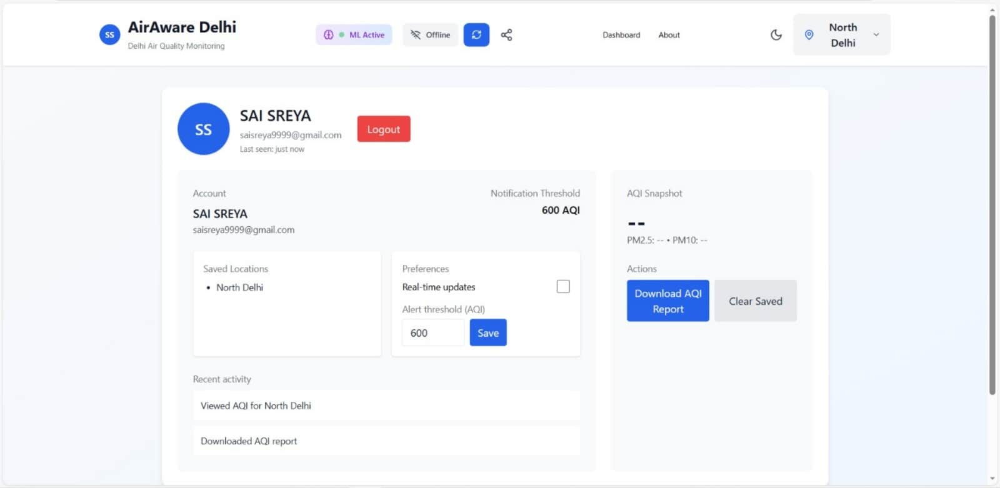 SS
AirAware Delhi
Delhi Air Quality Monitoring
ML Active
Offline
Dashboard
About
North
Delhi
SS
SAI SREYA
saisreya9999@gmail.com
Last seen: just now
Logout
Account
SAI SREYA
saisreya9999@gmail.com
Notification Threshold
600 AQI
Saved Locations
• North Delhi
Preferences
Real-time updates
Alert threshold (AQI)
600
Save
Recent activity
Viewed AQI for North Delhi
Downloaded AQI report
AQI Snapshot
--
PM2.5: -- • PM10: --
Actions
Download AQI
Report
Clear Saved